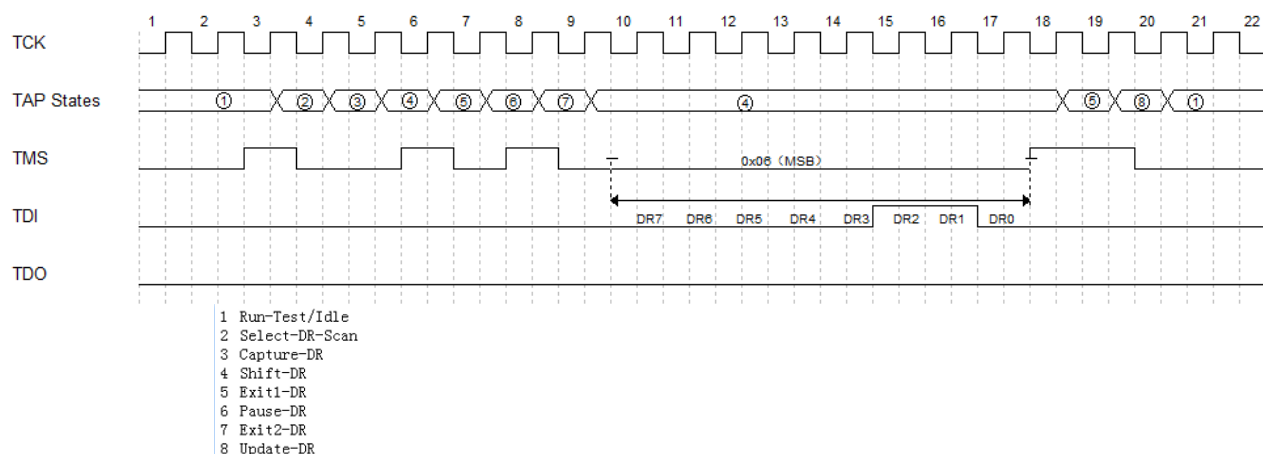 1 2 3 4 5 6 7 8 9 10 11 12 13 14 15 16 17 18 19 20 21 22
TCK
TAP States ① ② ③ ④ ⑤ ⑥ ⑦ ④ ⑤ ⑧ ①
TMS 0x06（MSB）
TDI DR7 DR6 DR5 DR4 DR3 DR2 DR1 DR0
TDO
1 Run-Test/Idle
2 Select-DR-Scan
3 Capture-DR
4 Shift-DR
5 Exit1-DR
6 Pause-DR
7 Exit2-DR
8 Update-DR